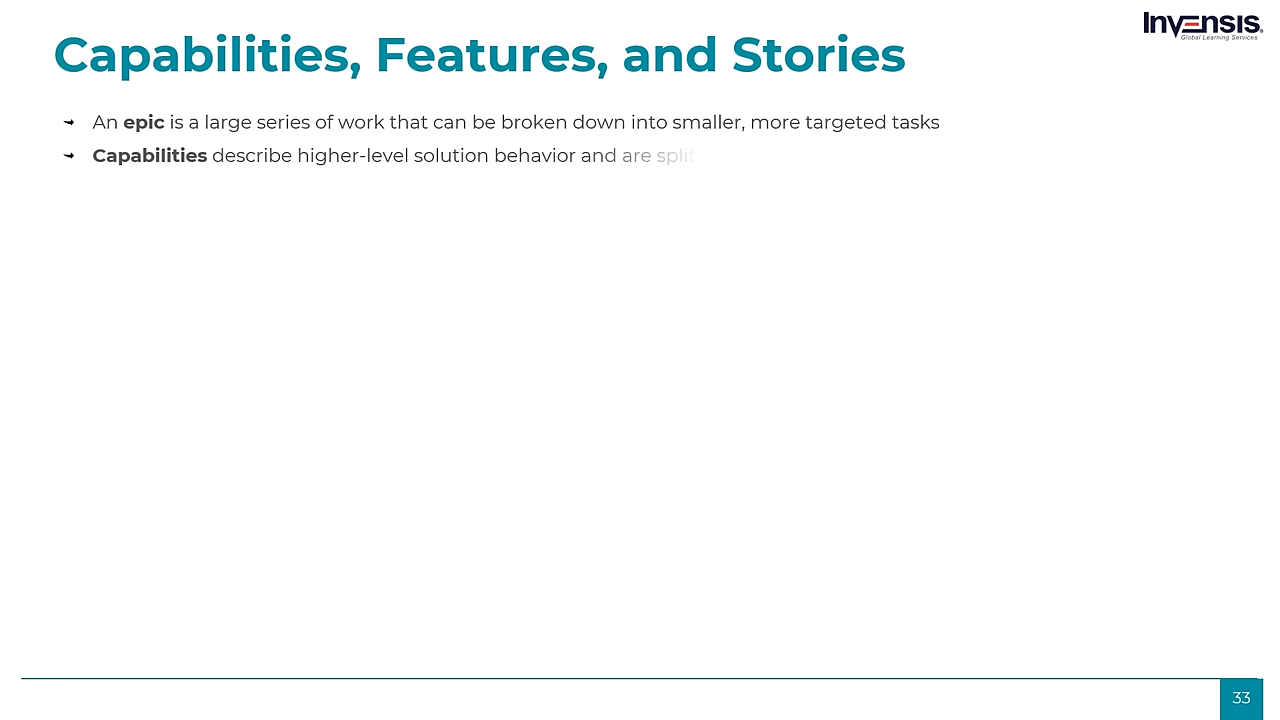 Invensis
Global Learning Services
Capabilities, Features, and Stories
An epic is a large series of work that can be broken down into smaller, more targeted tasks
Capabilities describe higher-level solution behavior and are split
33